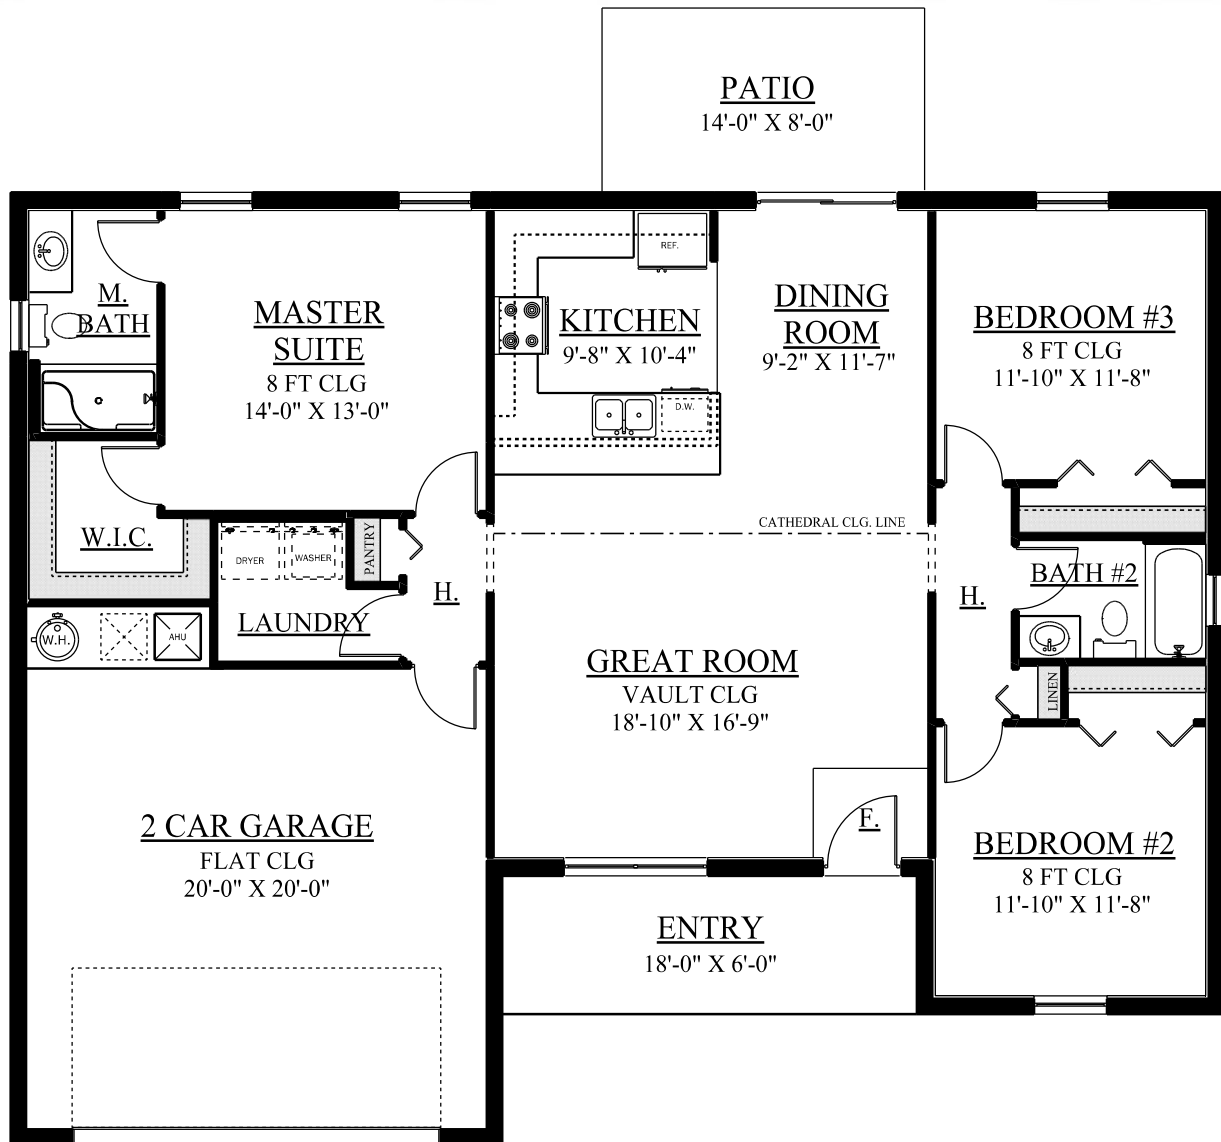 PATIO
14'-0" X 8'-0"
M.
BATH
MASTER
SUITE
8 FT CLG
14'-0" X 13'-0"
REF.
KITCHEN
9'-8" X 10'-4"
D.W.
DINING
ROOM
9'-2" X 11'-7"
BEDROOM #3
8 FT CLG
11'-10" X 11'-8"
W.I.C.
DRYER
WASHER
PANTRY
LAUNDRY
H.
CATHEDRAL CLG. LINE
H.
BATH #2
W.H.
AHU
GREAT ROOM
VAULT CLG
18'-10" X 16'-9"
LINEN
2 CAR GARAGE
FLAT CLG
20'-0" X 20'-0"
F.
BEDROOM #2
8 FT CLG
11'-10" X 11'-8"
ENTRY
18'-0" X 6'-0"